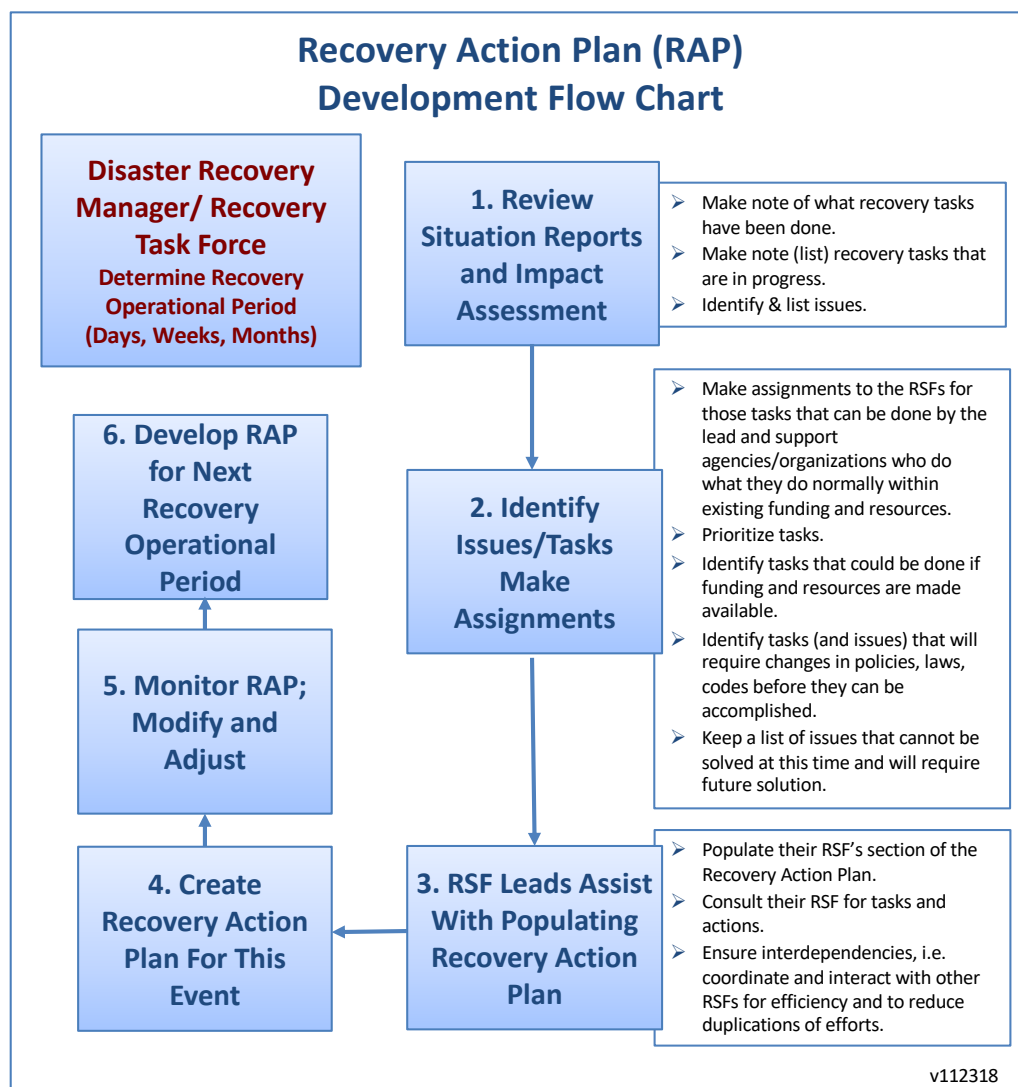 Recovery Action Plan (RAP)
Development Flow Chart
Disaster Recovery
Manager/ Recovery
Task Force
Determine Recovery
Operational Period
(Days, Weeks, Months)
1. Review
Situation Reports
and Impact
Assessment
➢ Make note of what recovery tasks
have been done.
➢ Make note (list) recovery tasks that
are in progress.
➢ Identify & list issues.
2. Identify
Issues/Tasks
Make
Assignments
➢ Make assignments to the RSFs for
those tasks that can be done by the
lead and support
agencies/organizations who do
what they do normally within
existing funding and resources.
➢ Prioritize tasks.
➢ Identify tasks that could be done if
funding and resources are made
available.
➢ Identify tasks (and issues) that will
require changes in policies, laws,
codes before they can be
accomplished.
➢ Keep a list of issues that cannot be
solved at this time and will require
future solution.
3. RSF Leads Assist
With Populating
Recovery Action
Plan
➢ Populate their RSF’s section of the
Recovery Action Plan.
➢ Consult their RSF for tasks and
actions.
➢ Ensure interdependencies, i.e.
coordinate and interact with other
RSFs for efficiency and to reduce
duplications of efforts.
4. Create
Recovery Action
Plan For This
Event
5. Monitor RAP;
Modify and
Adjust
6. Develop RAP
for Next
Recovery
Operational
Period
v112318